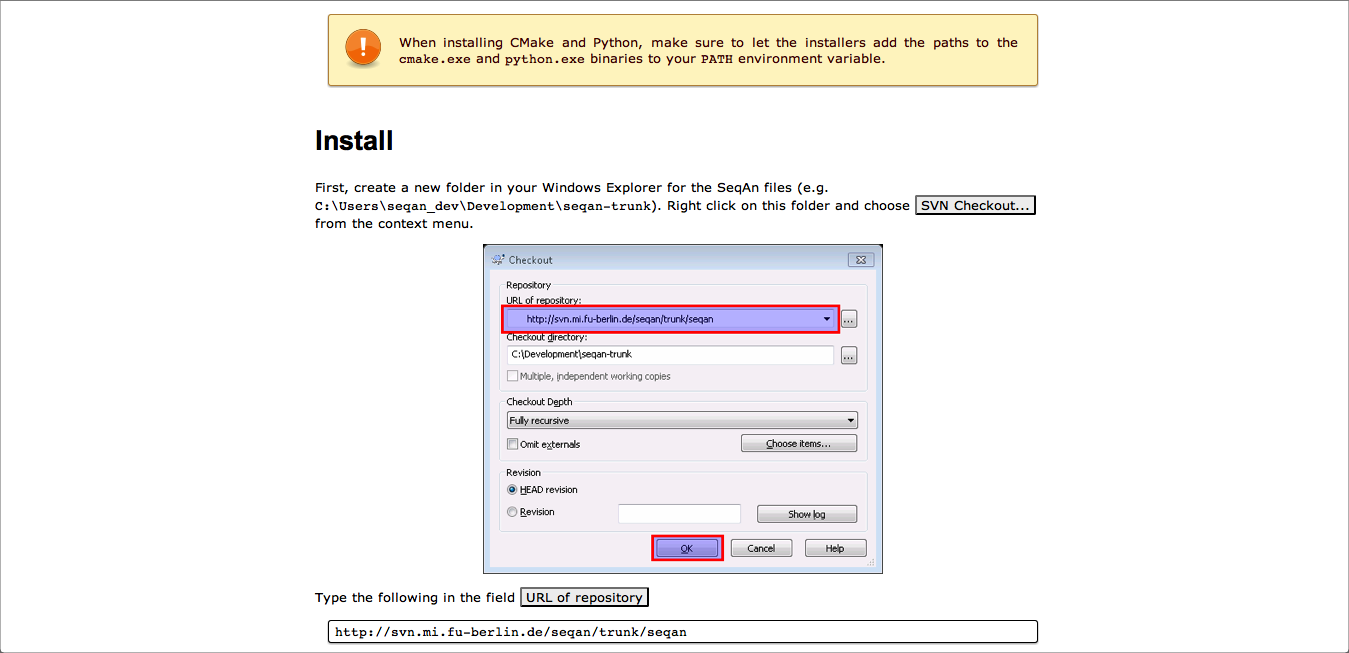 When installing CMake and Python, make sure to let the installers add the paths to the
cmake.exe and python.exe binaries to your PATH environment variable.
Install
First, create a new folder in your Windows Explorer for the SeqAn files (e.g.
C:\Users\seqan_dev\Development\seqan-trunk). Right click on this folder and choose SVN Checkout...
from the context menu.
Checkout
Repository
URL of repository:
http://svn.mi.fu-berlin.de/seqan/trunk/seqan
...
Checkout directory:
C:\Development\seqan-trunk
...
Multiple, independent working copies
Checkout Depth
Fully recursive
Omit externals
Choose items...
Revision
HEAD revision
Revision
Show log
OK
Cancel
Help
Type the following in the field URL of repository
http://svn.mi.fu-berlin.de/seqan/trunk/seqan